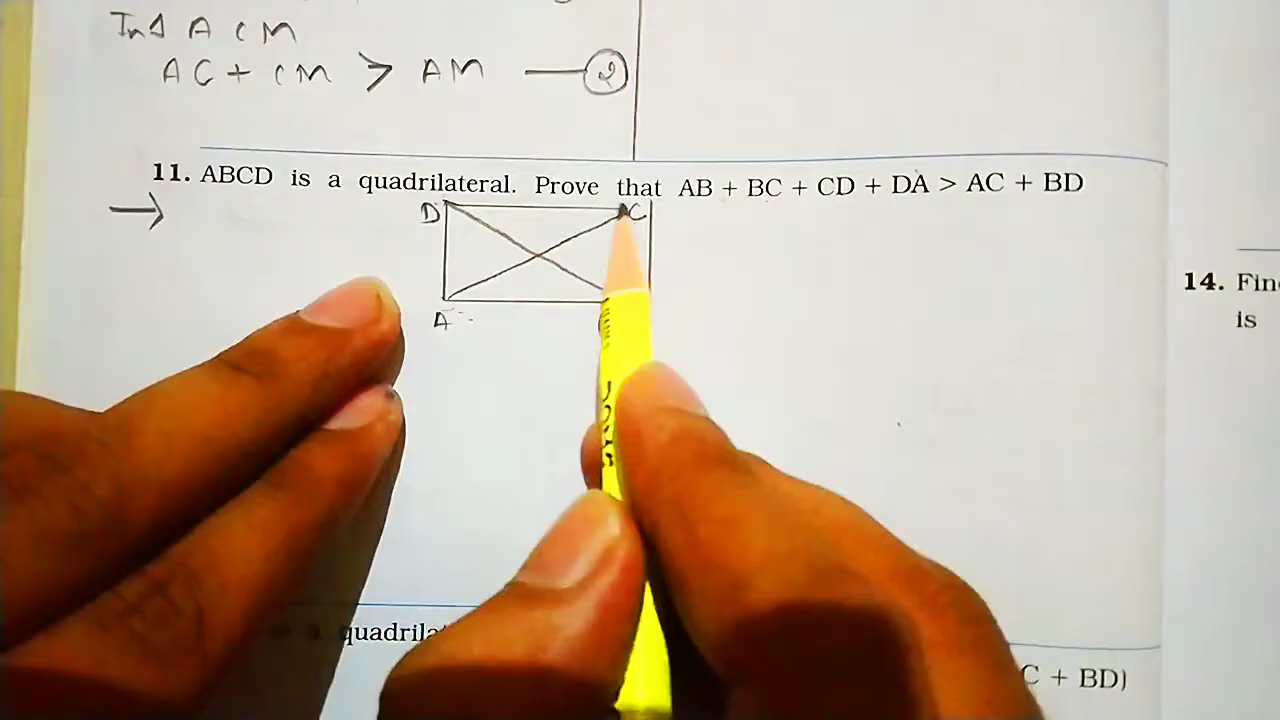 In Δ A C M
AC + CM > AM — 2
11. ABCD is a quadrilateral. Prove that AB + BC + CD + DA > AC + BD
D C
A
14. Fin
is
a quadrila
C + BD)